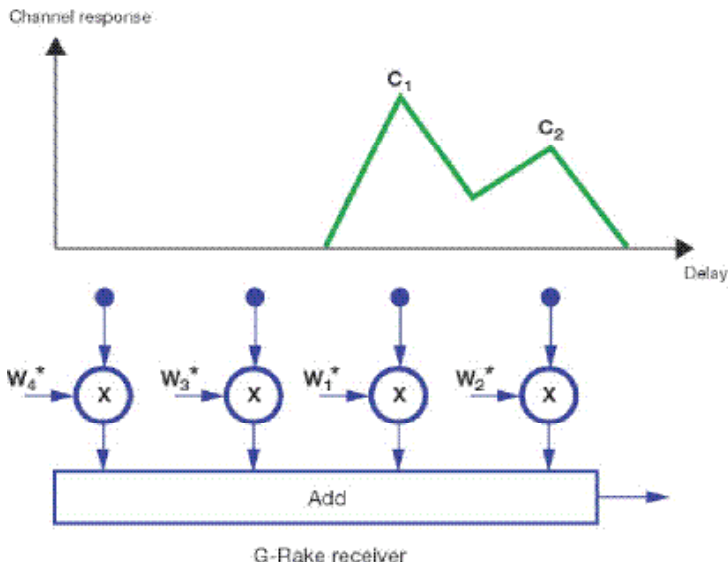 Channel response
C1
C2
Delay
W4* X W3* X W1* X W2* X
Add
G-Rake receiver